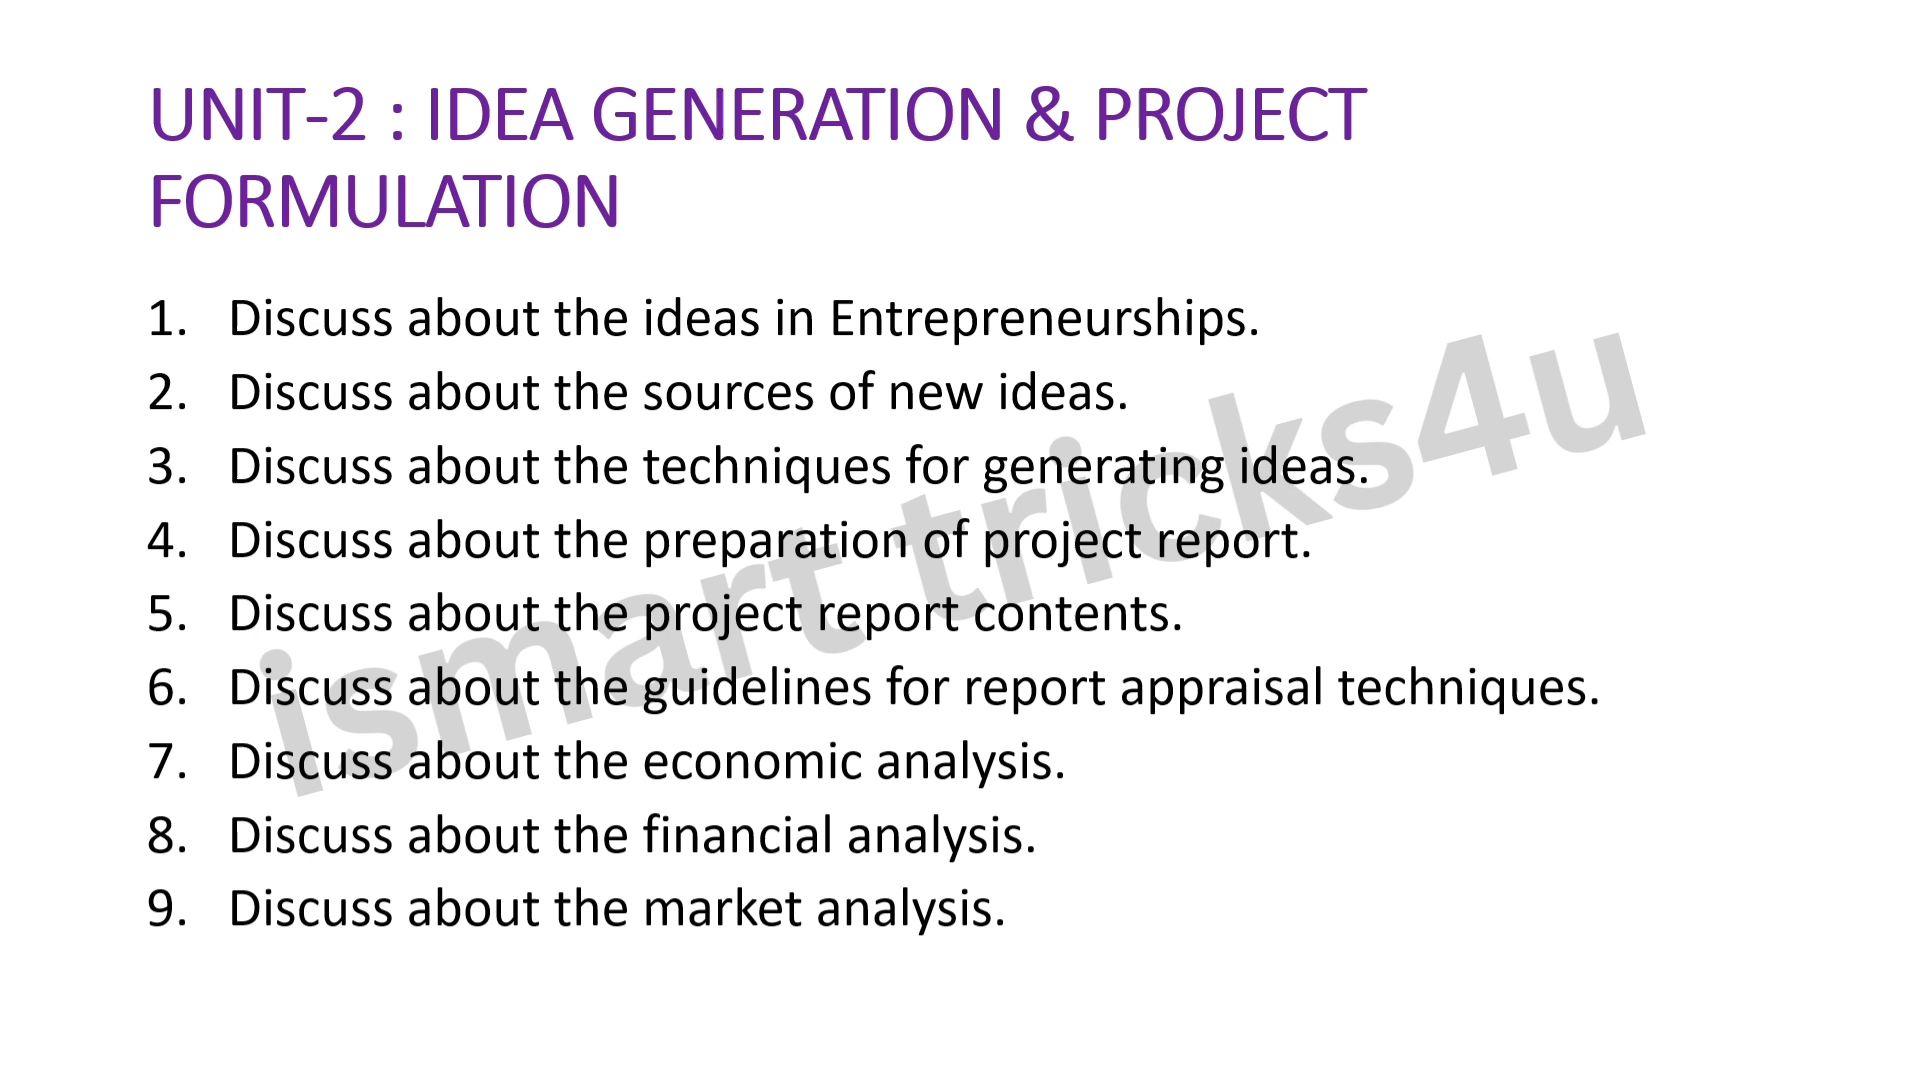 UNIT-2 : IDEA GENERATION & PROJECT
FORMULATION
1. Discuss about the ideas in Entrepreneurships.
2. Discuss about the sources of new ideas.
3. Discuss about the techniques for generating ideas.
4. Discuss about the preparation of project report.
5. Discuss about the project report contents.
6. Discuss about the guidelines for report appraisal techniques.
7. Discuss about the economic analysis.
8. Discuss about the financial analysis.
9. Discuss about the market analysis.
ismart tricks4u